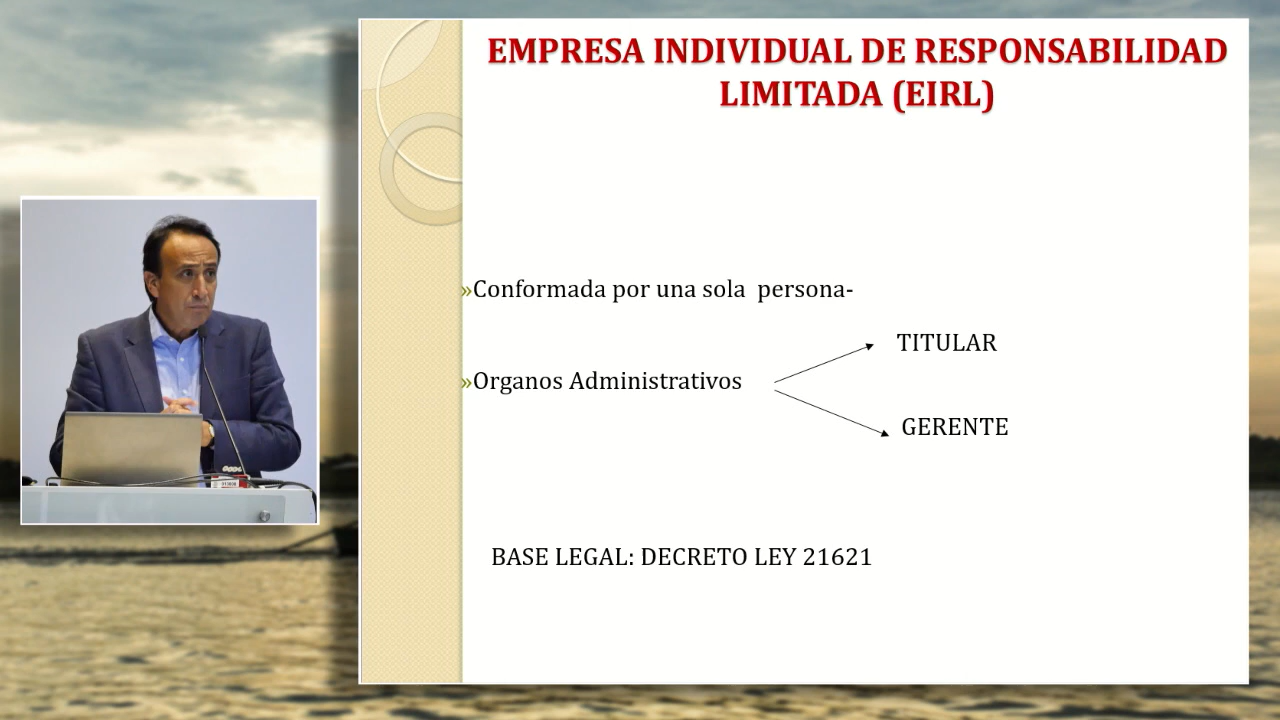 EMPRESA INDIVIDUAL DE RESPONSABILIDAD
LIMITADA (EIRL)
»Conformada por una sola persona-
TITULAR
»Organos Administrativos
GERENTE
BASE LEGAL: DECRETO LEY 21621